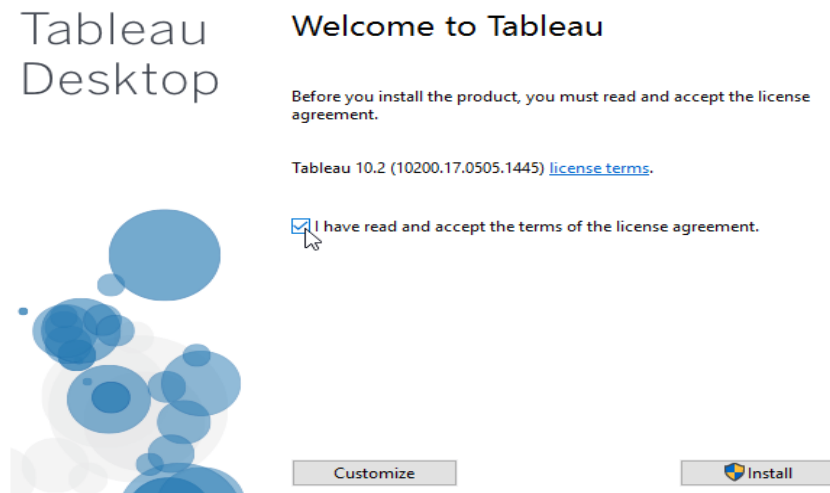 Tableau
Desktop
Welcome to Tableau
Before you install the product, you must read and accept the license
agreement.
Tableau 10.2 (10200.17.0505.1445) license terms.
I have read and accept the terms of the license agreement.
Customize
Install